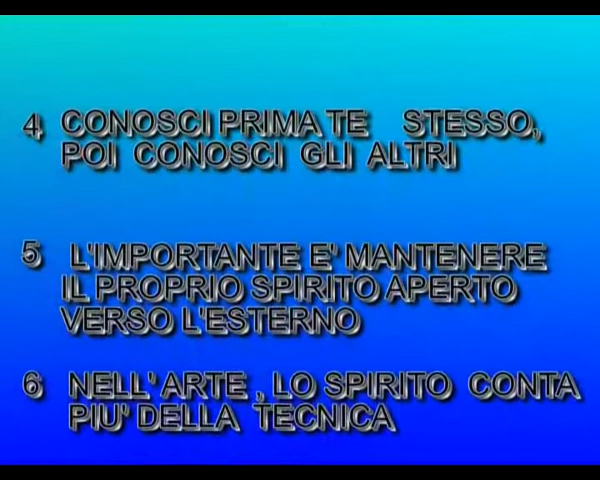 4 CONOSCI PRIMA TE STESSO,
POI CONOSCI GLI ALTRI
5 L'IMPORTANTE E' MANTENERE
IL PROPRIO SPIRITO APERTO
VERSO L'ESTERNO
6 NELL'ARTE , LO SPIRITO CONTA
PIU' DELLA TECNICA